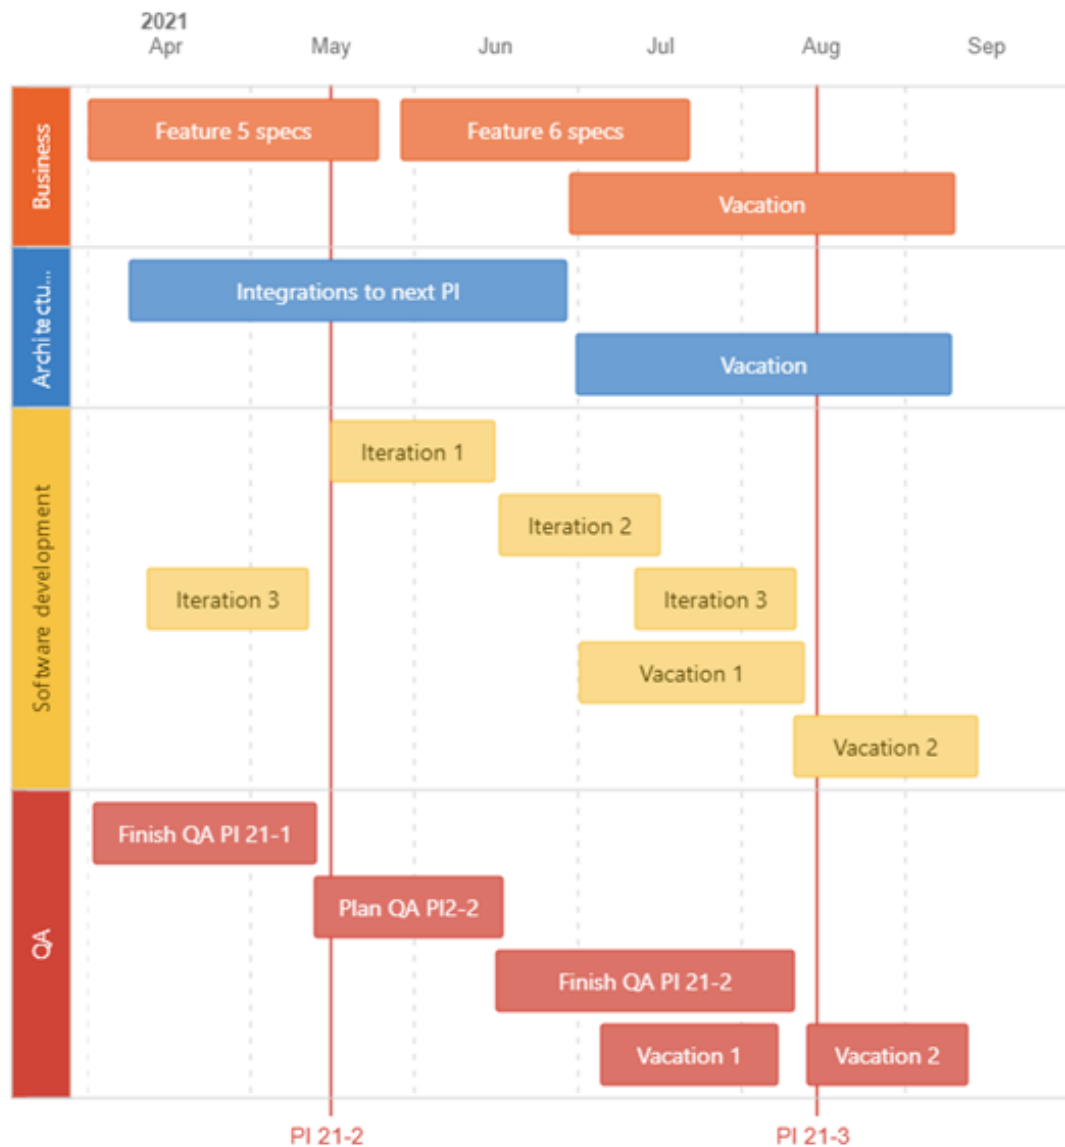 2021
Apr May Jun Jul Aug Sep
Business
Feature 5 specs Feature 6 specs
Vacation
Architectu...
Integrations to next PI
Vacation
Software development
Iteration 1
Iteration 2
Iteration 3 Iteration 3
Vacation 1
Vacation 2
QA
Finish QA PI 21-1
Plan QA PI2-2
Finish QA PI 21-2
Vacation 1 Vacation 2
PI 21-2 PI 21-3